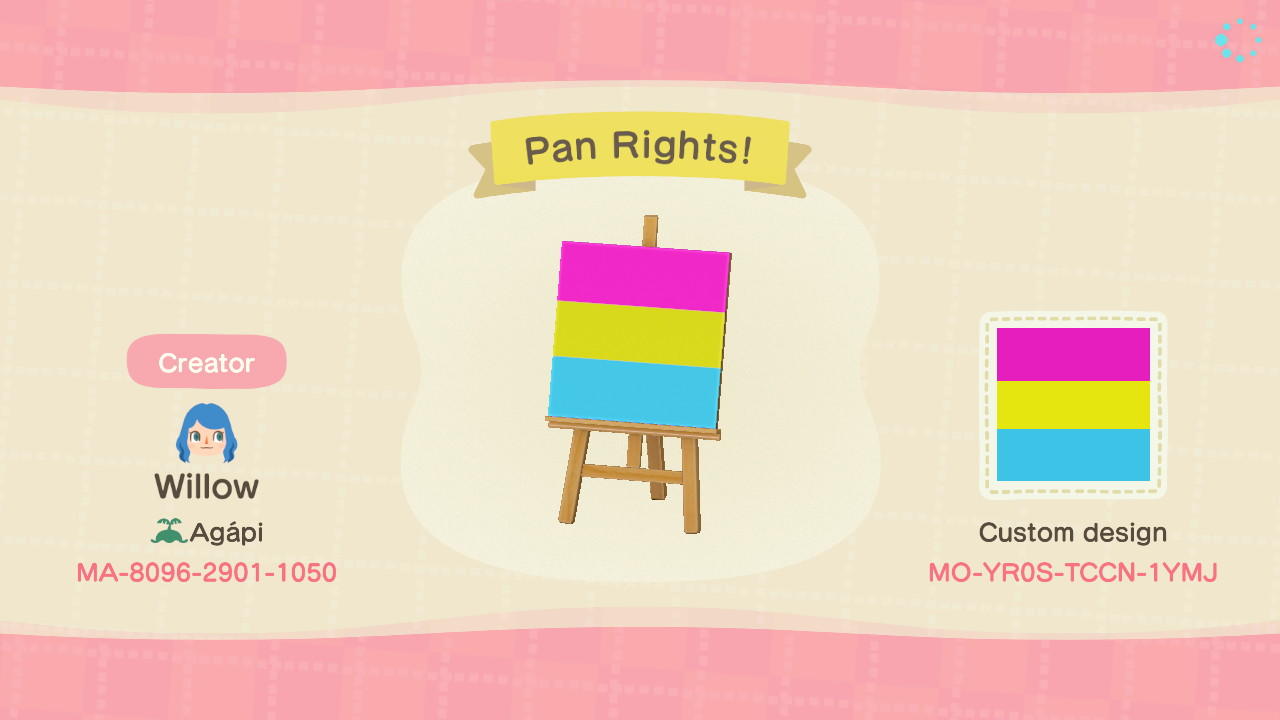 Pan Rights!
Creator
Willow
Agápi
MA-8096-2901-1050
Custom design
MO-YR0S-TCCN-1YMJ